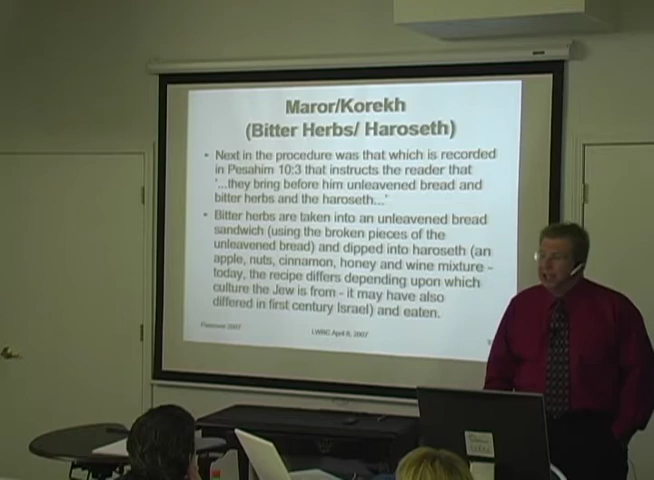 Maror/Korekh
(Bitter Herbs/ Haroseth)
• Next in the procedure was that which is recorded
in Pesahim 10:3 that instructs the reader that
'...they bring before him unleavened bread and
bitter herbs and the haroseth...'
• Bitter herbs are taken into an unleavened bread
sandwich (using the broken pieces of the
unleavened bread) and dipped into haroseth (an
apple, nuts, cinnamon, honey and wine mixture –
today, the recipe differs depending upon which
culture the Jew is from - it may have also
differed in first century Israel) and eaten.
Passover 2007
LWBC April 6, 2007